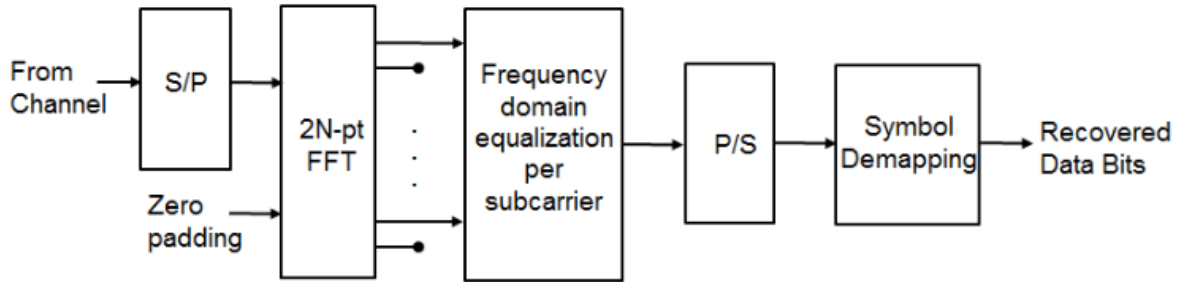 From
Channel
S/P
Zero
padding
2N-pt
FFT
Frequency
domain
equalization
per
subcarrier
P/S
Symbol
Demapping
Recovered
Data Bits